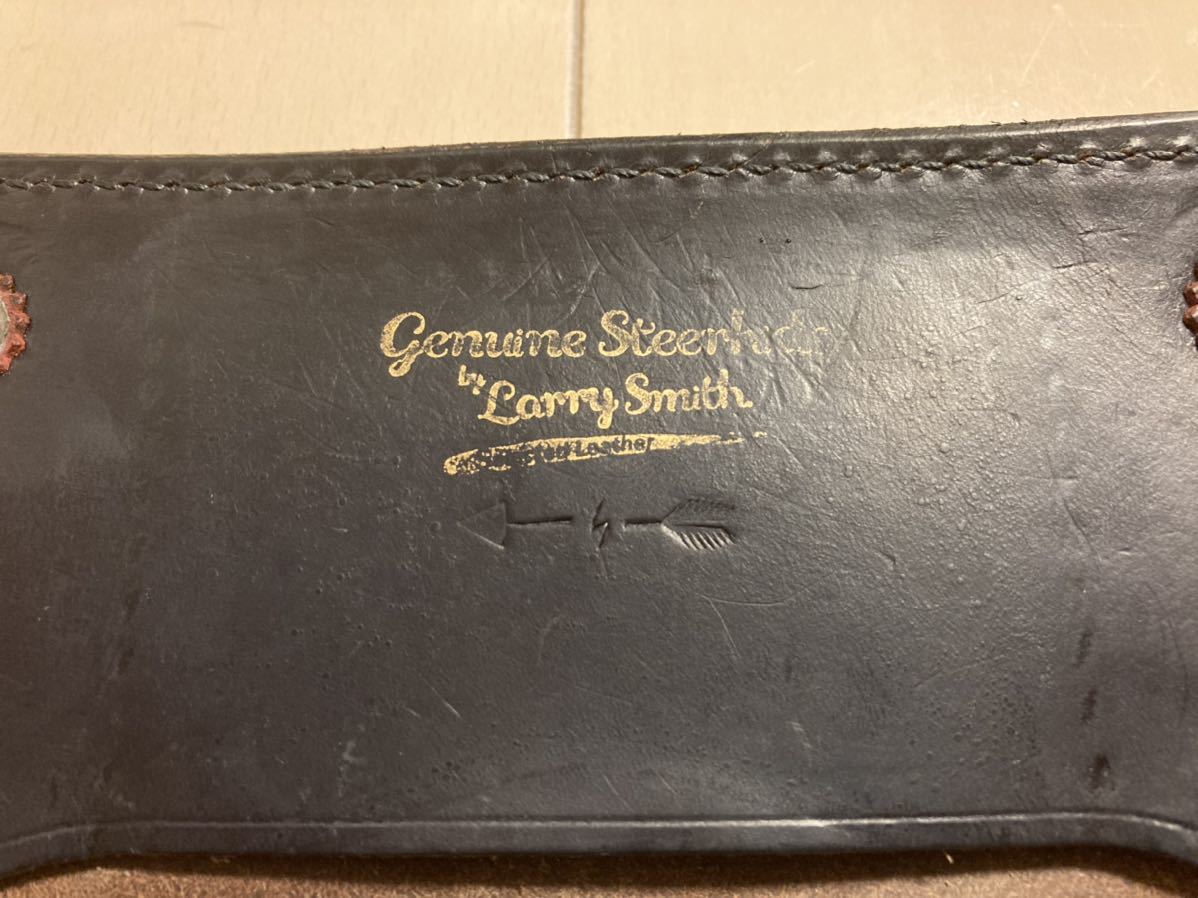 Genuine Steerhide
by Larry Smith
Leather